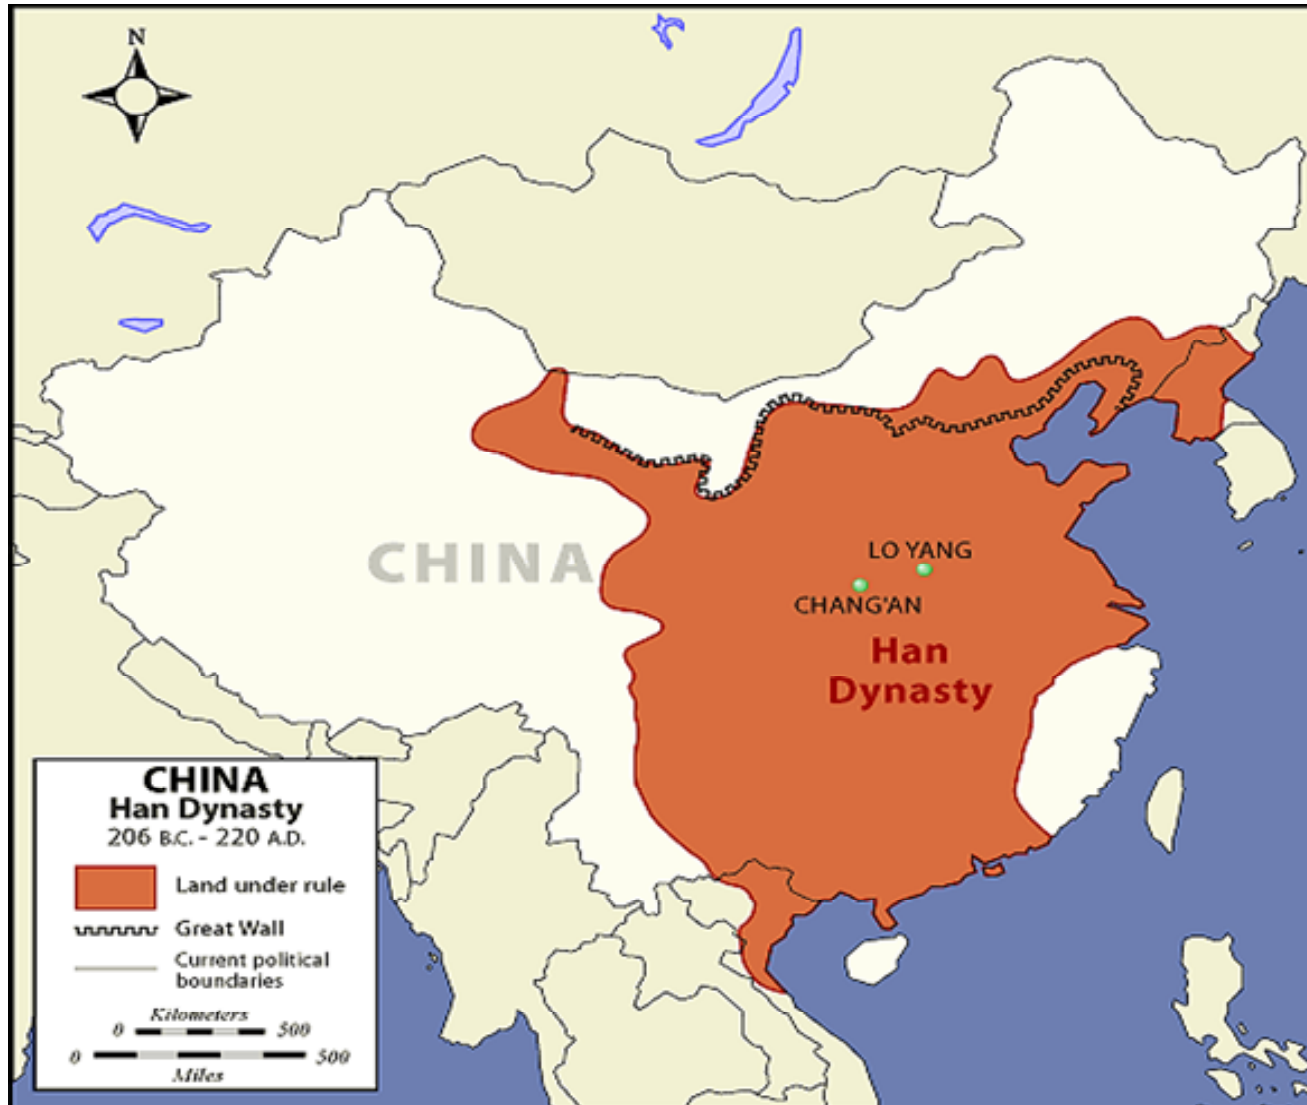 N
CHINA
LO YANG
CHANG'AN
Han
Dynasty
CHINA
Han Dynasty
206 B.C. - 220 A.D.
Land under rule
Great Wall
Current political
boundaries
Kilometers
0 500
0 500
Miles